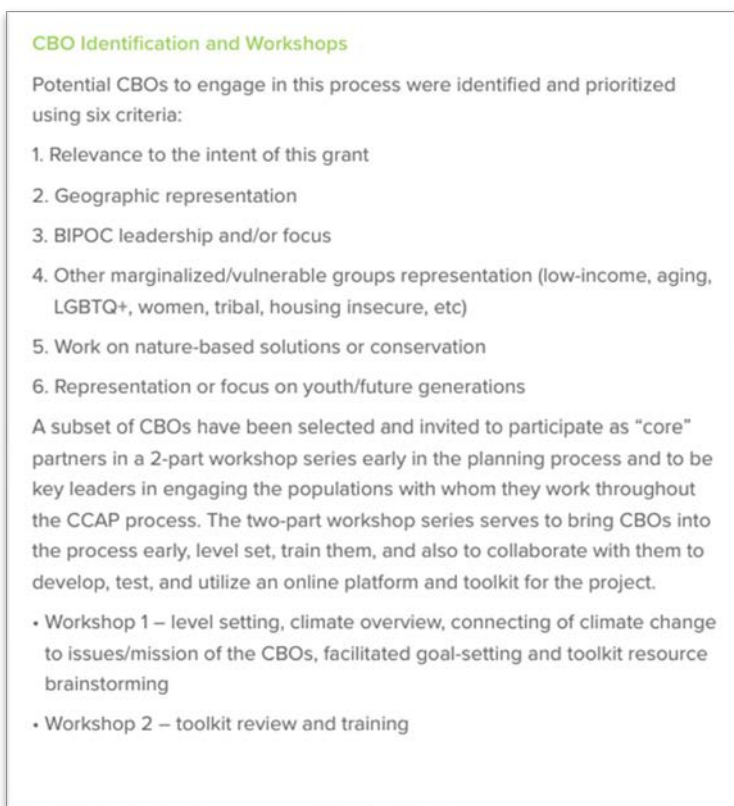 CBO Identification and Workshops
Potential CBOs to engage in this process were identified and prioritized
using six criteria:
1. Relevance to the intent of this grant
2. Geographic representation
3. BIPOC leadership and/or focus
4. Other marginalized/vulnerable groups representation (low-income, aging,
LGBTQ+, women, tribal, housing insecure, etc)
5. Work on nature-based solutions or conservation
6. Representation or focus on youth/future generations
A subset of CBOs have been selected and invited to participate as “core”
partners in a 2-part workshop series early in the planning process and to be
key leaders in engaging the populations with whom they work throughout
the CCAP process. The two-part workshop series serves to bring CBOs into
the process early, level set, train them, and also to collaborate with them to
develop, test, and utilize an online platform and toolkit for the project.
• Workshop 1 – level setting, climate overview, connecting of climate change
to issues/mission of the CBOs, facilitated goal-setting and toolkit resource
brainstorming
• Workshop 2 – toolkit review and training